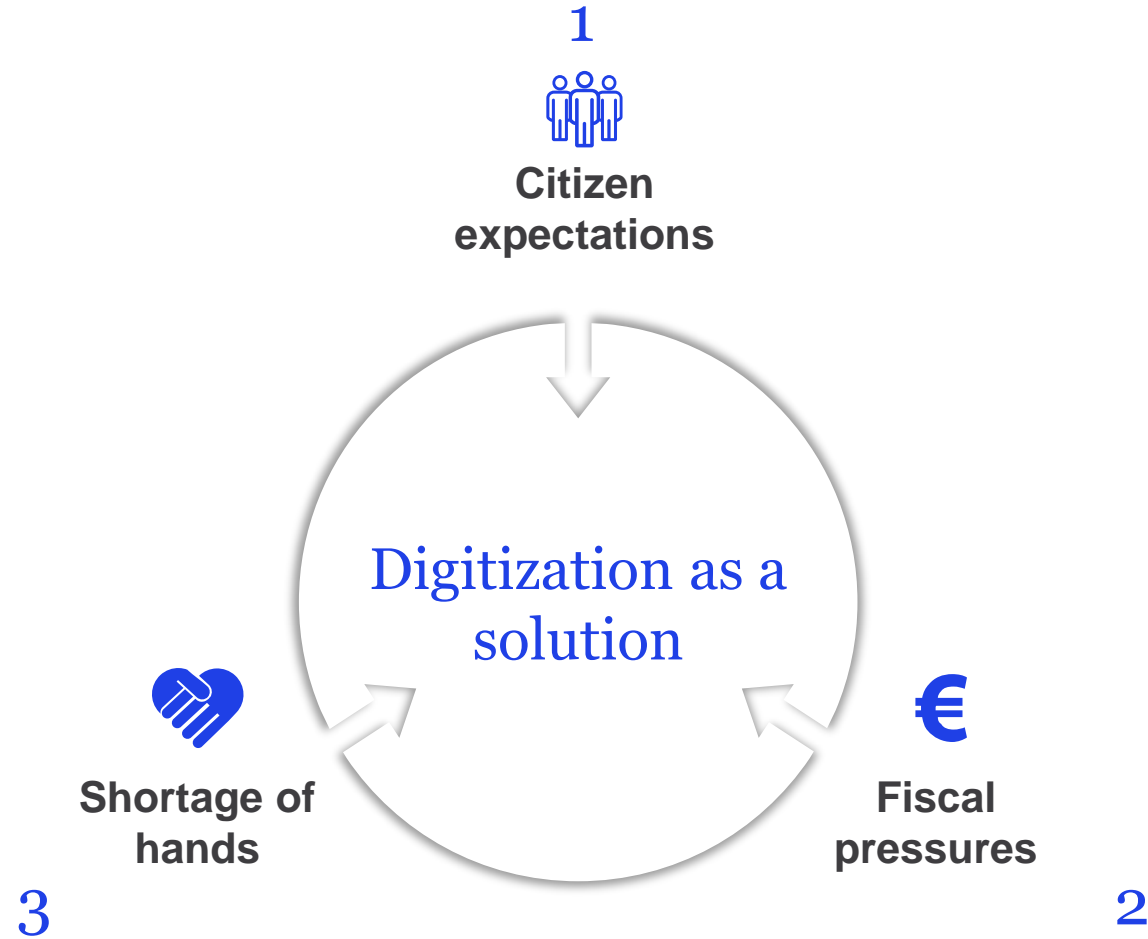 1
Citizen
expectations
Digitization as a
solution
€
Fiscal
pressures
2
Shortage of
hands
3